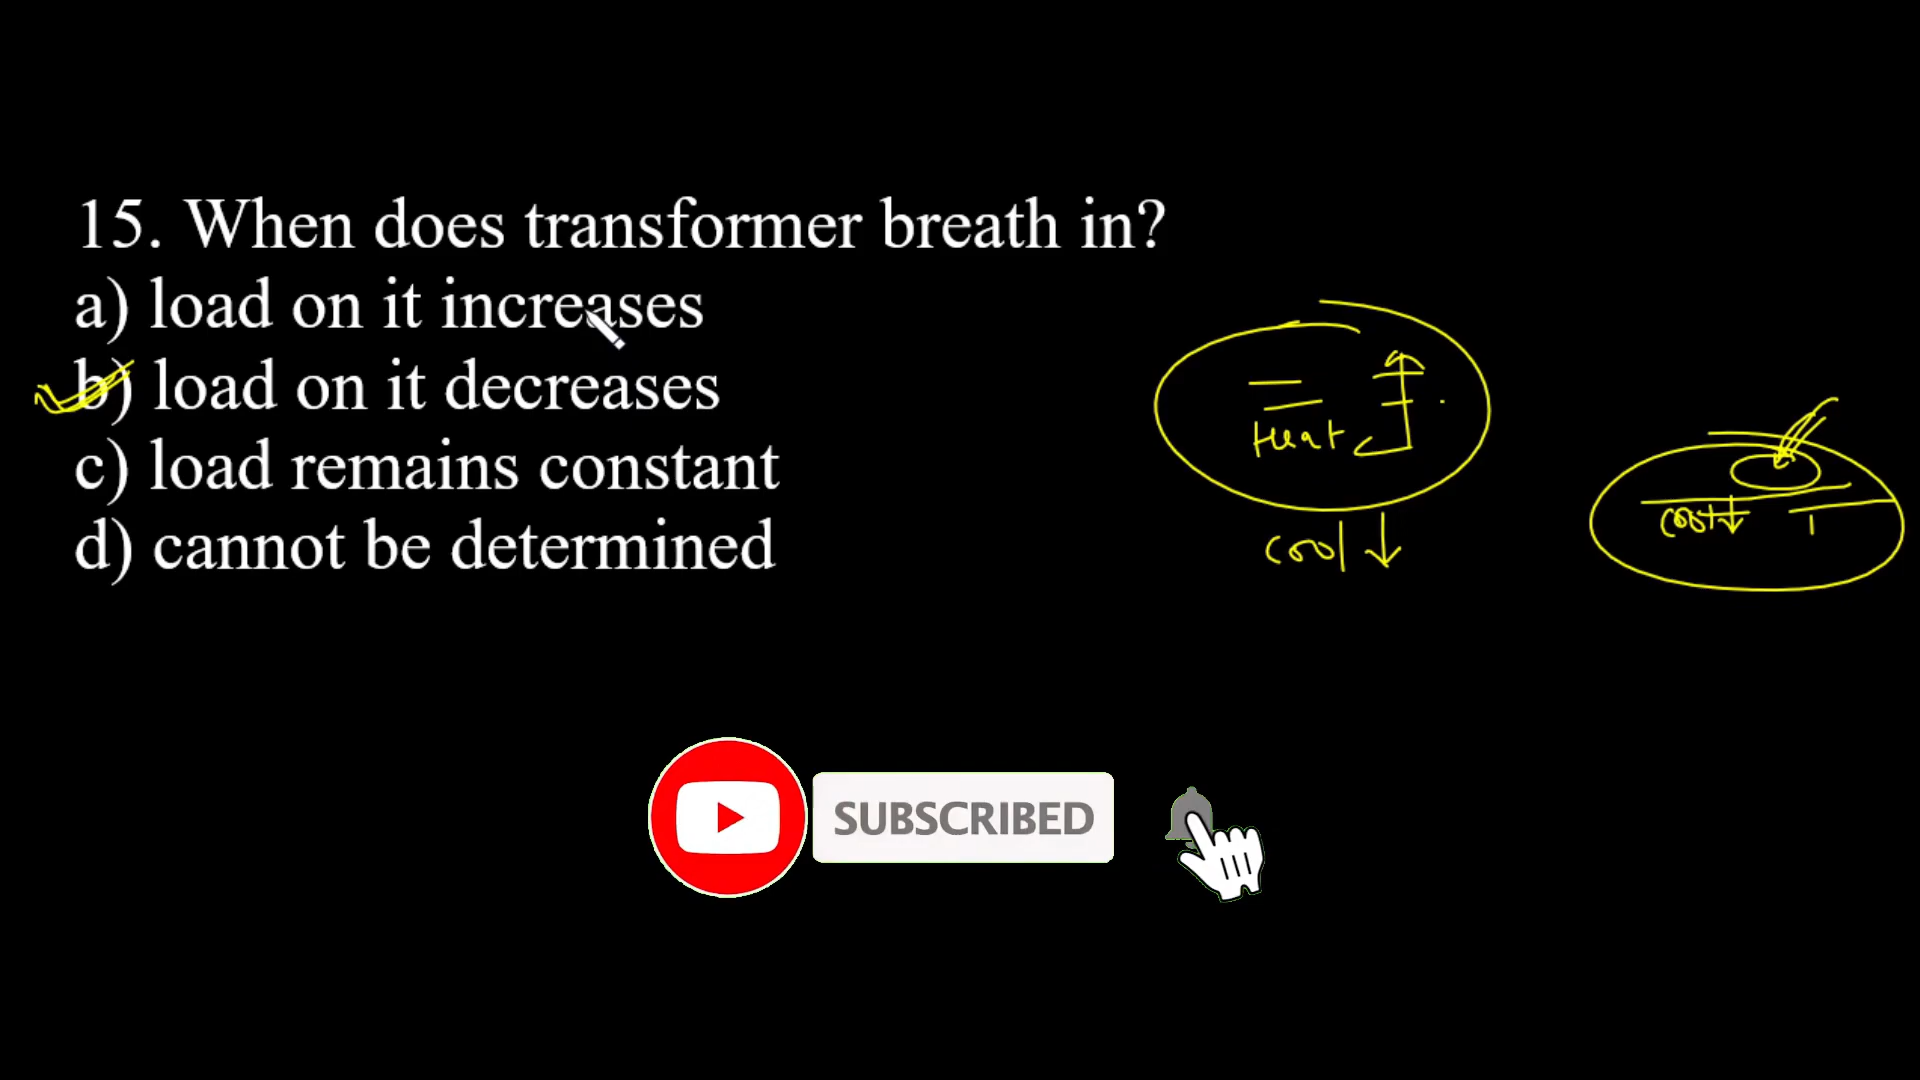 15. When does transformer breath in?
a) load on it increases
b) load on it decreases
c) load remains constant
d) cannot be determined
Heat
cool ↓
cool ↓
SUBSCRIBED